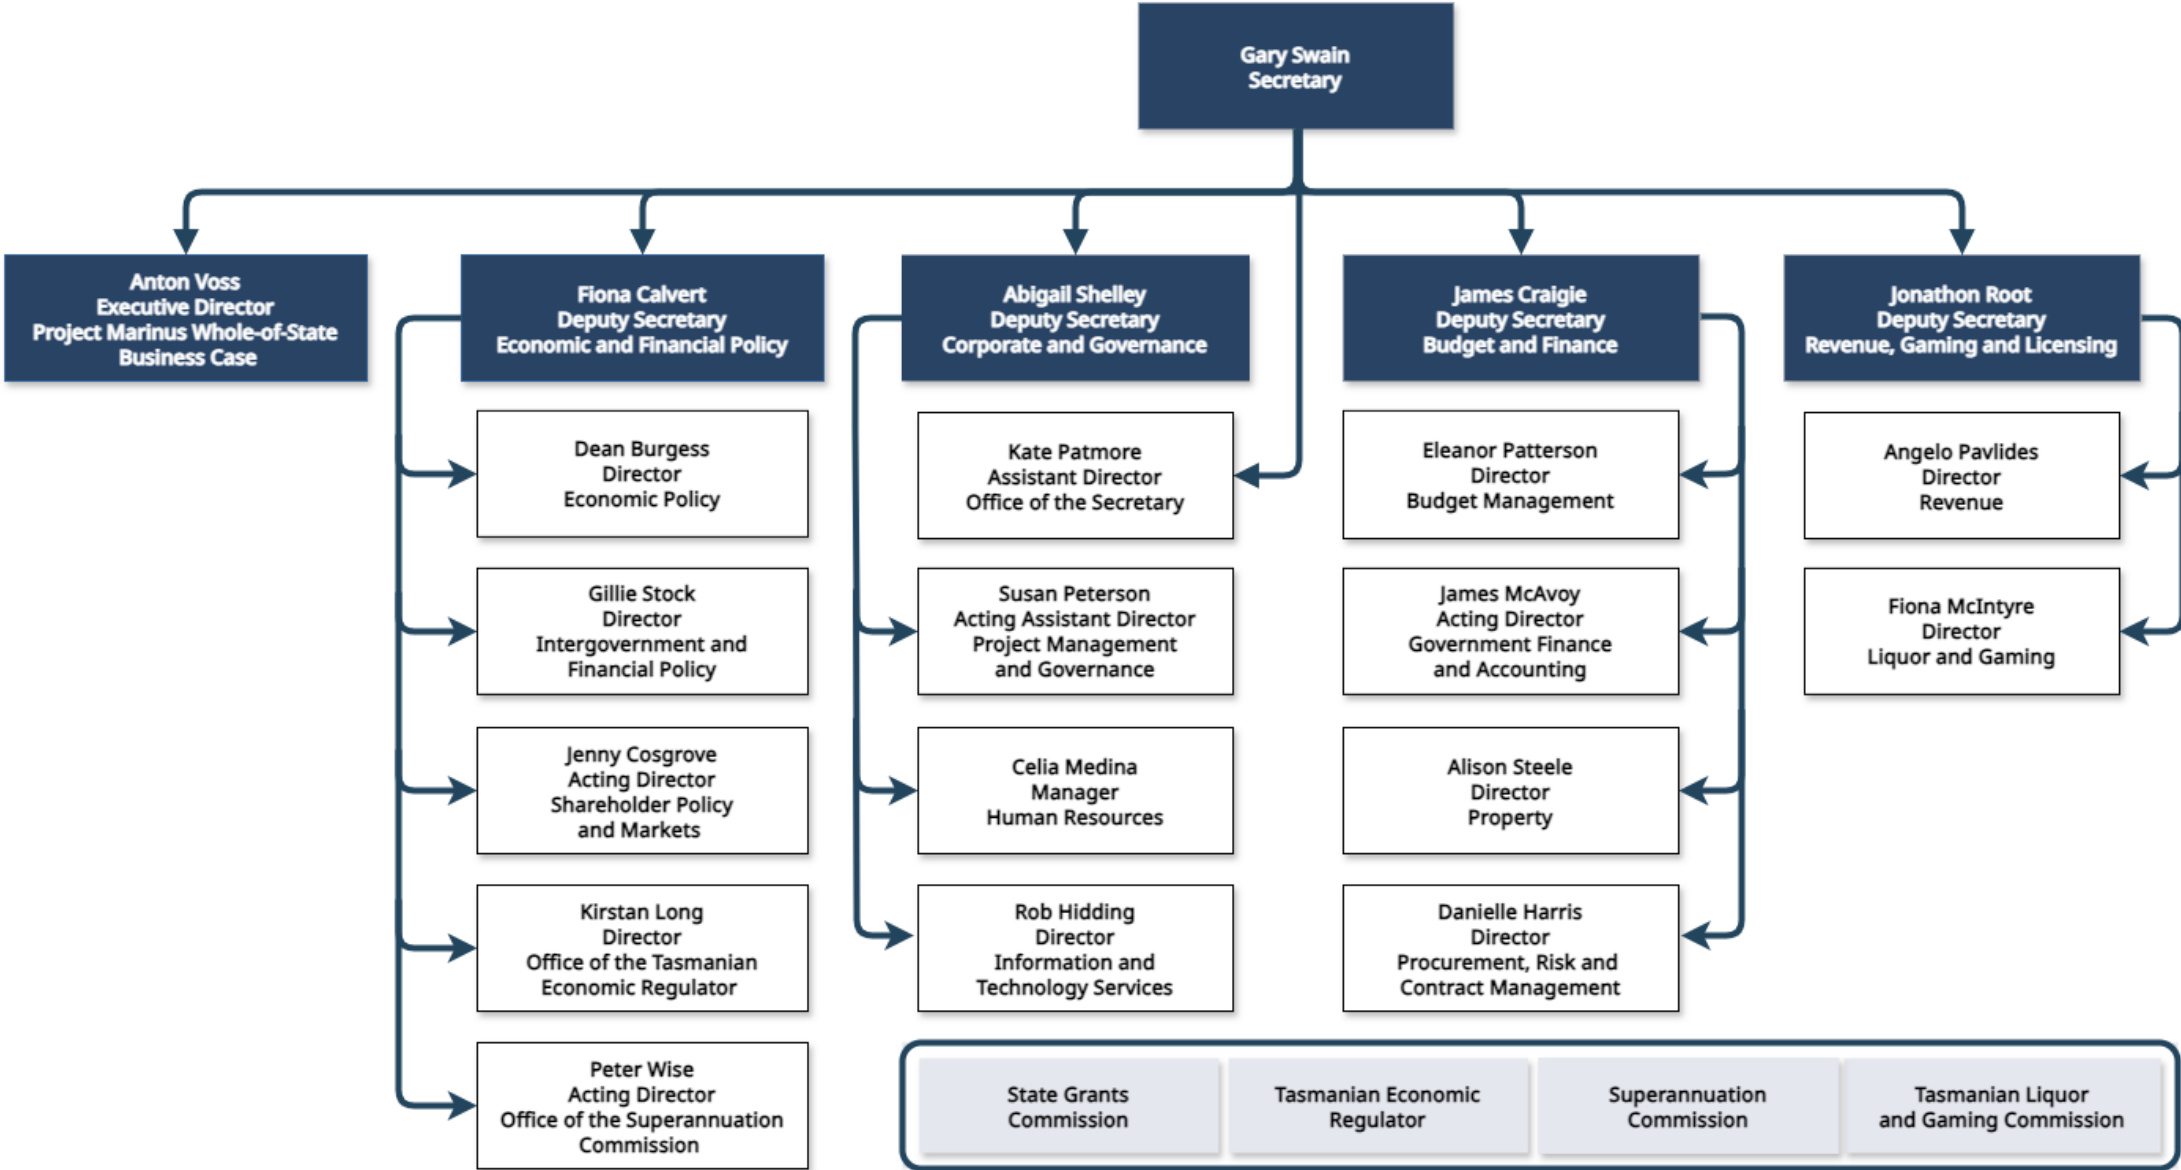 Gary Swain
Secretary
Anton Voss
Executive Director
Project Marinus Whole-of-State
Business Case
Fiona Calvert
Deputy Secretary
Economic and Financial Policy
Abigail Shelley
Deputy Secretary
Corporate and Governance
James Craigie
Deputy Secretary
Budget and Finance
Jonathon Root
Deputy Secretary
Revenue, Gaming and Licensing
Dean Burgess
Director
Economic Policy
Kate Patmore
Assistant Director
Office of the Secretary
Eleanor Patterson
Director
Budget Management
Angelo Pavlides
Director
Revenue
Gillie Stock
Director
Intergovernment and
Financial Policy
Susan Peterson
Acting Assistant Director
Project Management
and Governance
James McAvoy
Acting Director
Government Finance
and Accounting
Fiona McIntyre
Director
Liquor and Gaming
Jenny Cosgrove
Acting Director
Shareholder Policy
and Markets
Celia Medina
Manager
Human Resources
Alison Steele
Director
Property
Kirstan Long
Director
Office of the Tasmanian
Economic Regulator
Rob Hidding
Director
Information and
Technology Services
Danielle Harris
Director
Procurement, Risk and
Contract Management
Peter Wise
Acting Director
Office of the Superannuation
Commission
State Grants
Commission
Tasmanian Economic
Regulator
Superannuation
Commission
Tasmanian Liquor
and Gaming Commission